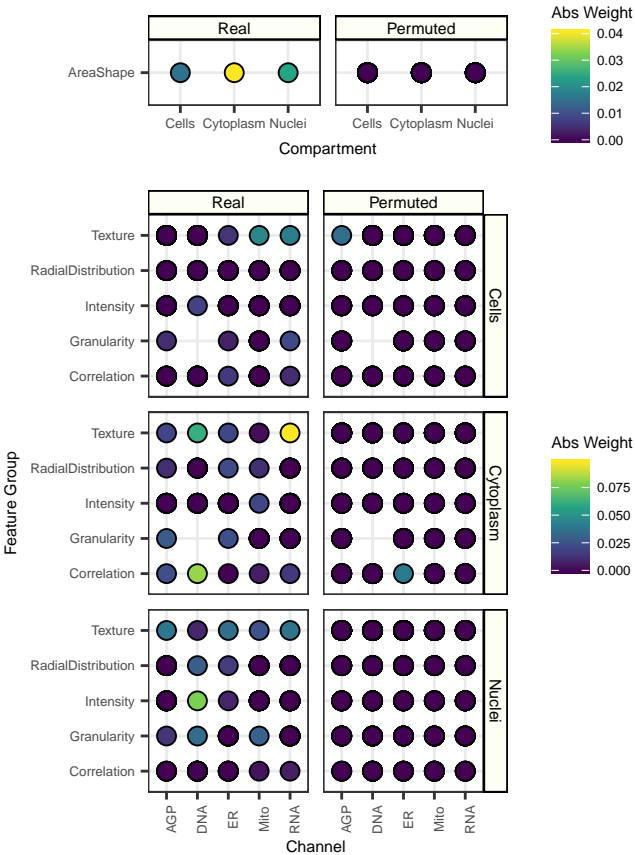 Real
Permuted
AreaShape
Cells Cytoplasm Nuclei
Cells Cytoplasm Nuclei
Compartment
Abs Weight
0.04
0.03
0.02
0.01
0.00
Real
Permuted
Feature Group
Texture
RadialDistribution
Intensity
Granularity
Correlation
Cells
Texture
RadialDistribution
Intensity
Granularity
Correlation
Cytoplasm
Texture
RadialDistribution
Intensity
Granularity
Correlation
Nuclei
AGP DNA ER Mito RNA
AGP DNA ER Mito RNA
Channel
Abs Weight
0.075
0.050
0.025
0.000